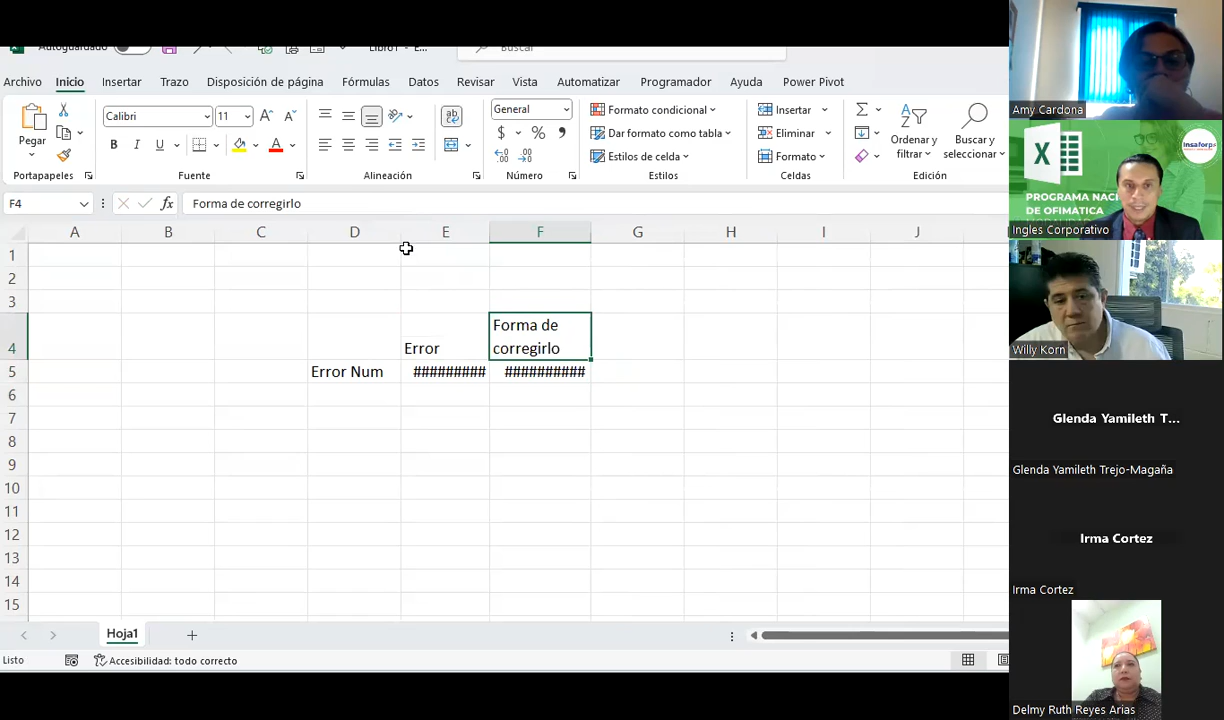 Autoguardado
Libro1 - E...
Buscar
Archivo Inicio Insertar Trazo Disposición de página Fórmulas Datos Revisar Vista Automatizar Programador Ayuda Power Pivot
Pegar
Calibri 11
N K S
General
$ % 
Formato condicional
Dar formato como tabla
Estilos de celda
Insertar
Eliminar
Formato
Ordenar y
filtrar
Buscar y
seleccionar
Portapapeles Fuente Alineación Número Estilos Celdas Edición
F4 fx Forma de corregirlo
A B C D E F G H I J
1
2
3
4 Error Forma de
corregirlo
5 Error Num ######### ##########
6
7
8
9
10
11
12
13
14
15
Hoja1
Listo Accesibilidad: todo correcto
Amy Cardona
insaforp
PROGRAMA NACI
DE OFIMATICA
Ingles Corporativo
Willy Korn
Glenda Yamileth T...
Glenda Yamileth Trejo-Magaña
Irma Cortez
Irma Cortez
Delmy Ruth Reyes Arias